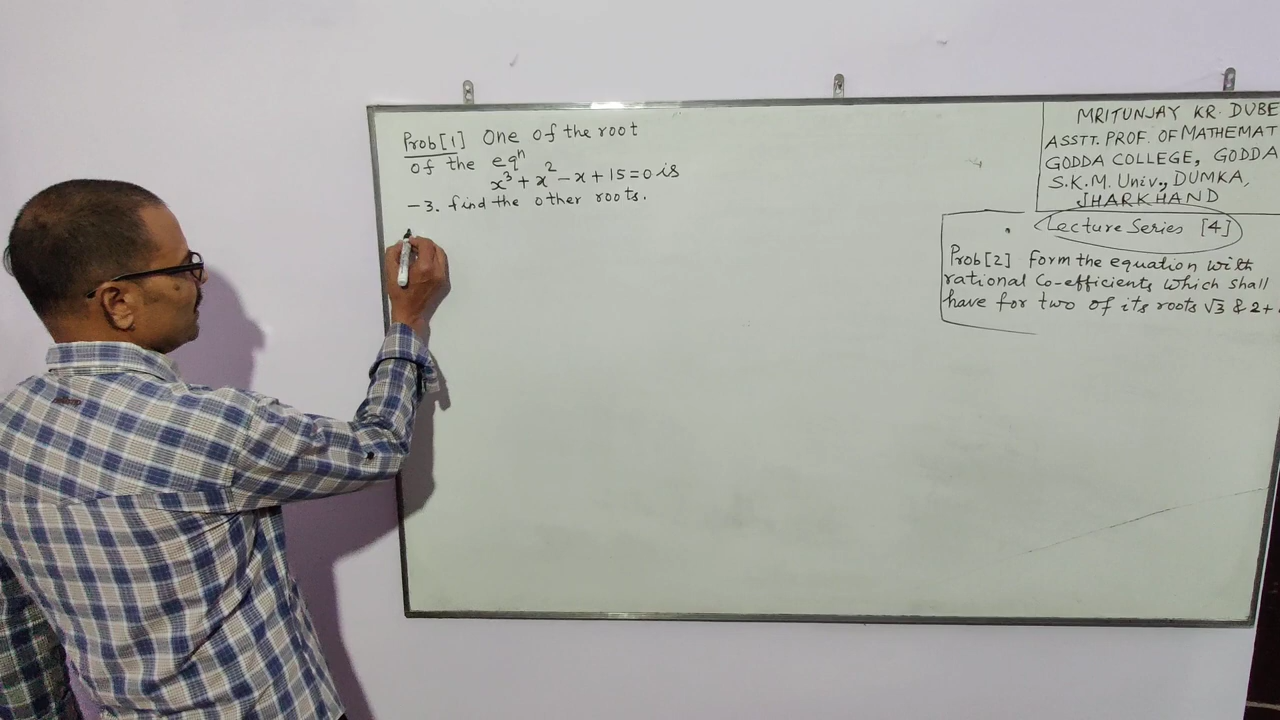 Prob[1] One of the root
of the eqⁿ
x³+x²-x+15=0 is
-3. find the other roots.
MRITUNJAY KR. DUBE
ASSTT. PROF. OF MATHEMAT
GODDA COLLEGE, GODDA
S.K.M. Univ., DUMKA,
JHARKHAND
Lecture Series [4]
Prob[2] Form the equation with
rational Co-efficients which shall
have for two of its roots √3 & 2+